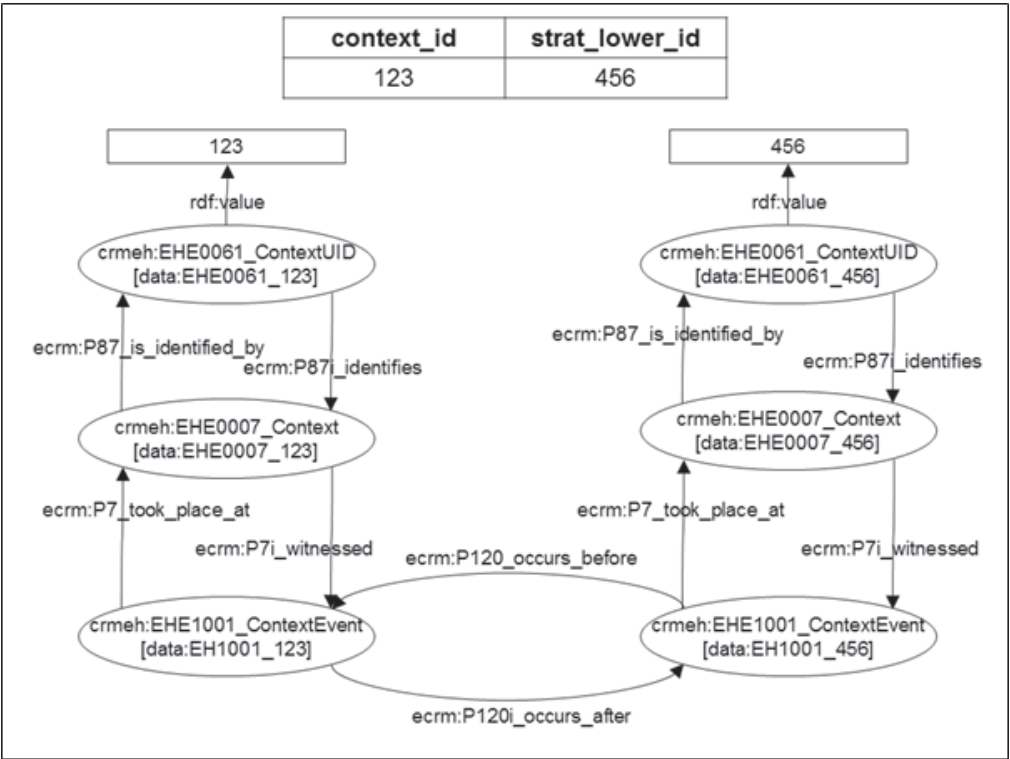 context_id strat_lower_id
123 456
123 456
rdf:value rdf:value
crmeh:EHE0061_ContextUID crmeh:EHE0061_ContextUID
[data:EHE0061_123] [data:EHE0061_456]
ecrm:P87_is_identified_by ecrm:P87_is_identified_by
ecrm:P87i_identifies ecrm:P87i_identifies
crmeh:EHE0007_Context crmeh:EHE0007_Context
[data:EHE0007_123] [data:EHE0007_456]
ecrm:P7_took_place_at ecrm:P7_took_place_at
ecrm:P7i_witnessed ecrm:P7i_witnessed
ecrm:P120_occurs_before
crmeh:EHE1001_ContextEvent crmeh:EHE1001_ContextEvent
[data:EH1001_123] [data:EH1001_456]
ecrm:P120i_occurs_after